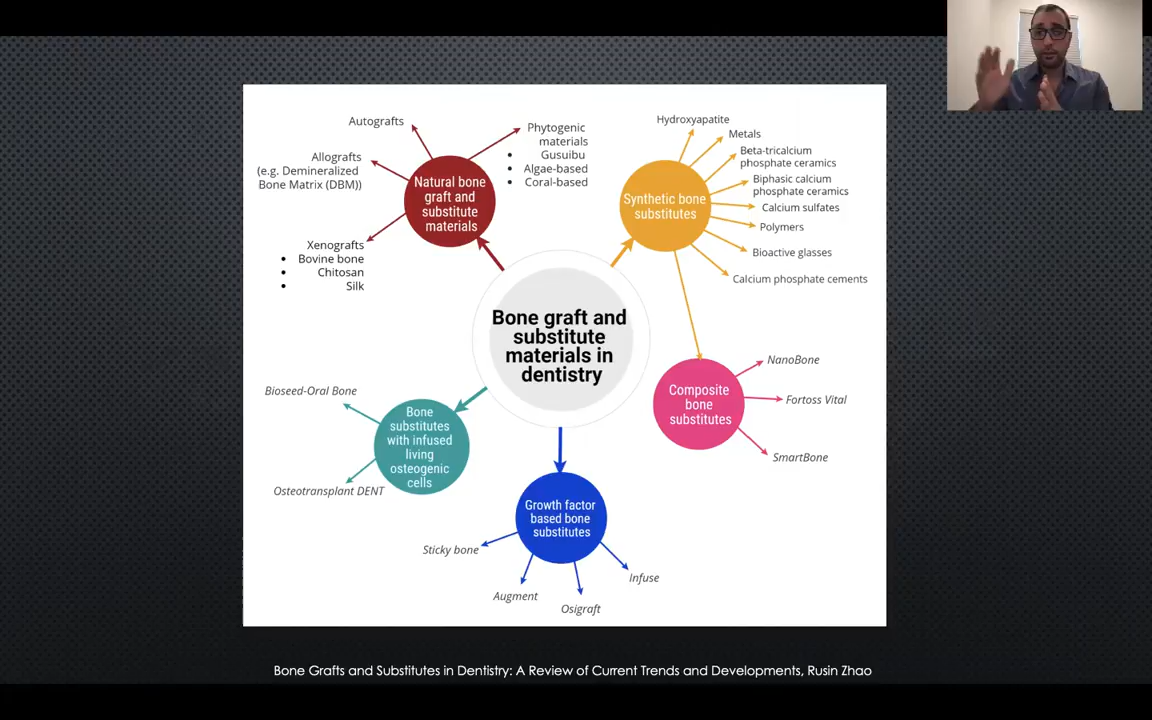 Autografts
Allografts
(e.g. Demineralized
Bone Matrix (DBM))
Xenografts
• Bovine bone
• Chitosan
• Silk
Natural bone
graft and
substitute
materials
Phytogenic
materials
• Gusuibu
• Algae-based
• Coral-based
Hydroxyapatite
Metals
Beta-tricalcium
phosphate ceramics
Biphasic calcium
phosphate ceramics
Calcium sulfates
Polymers
Bioactive glasses
Calcium phosphate cements
Synthetic bone
substitutes
Bone graft and
substitute
materials in
dentistry
Composite
bone
substitutes
NanoBone
Fortoss Vital
SmartBone
Bioseed-Oral Bone
Bone
substitutes
with infused
living
osteogenic
cells
Osteotransplant DENT
Growth factor
based bone
substitutes
Sticky bone
Augment
Osigraft
Infuse
Bone Grafts and Substitutes in Dentistry: A Review of Current Trends and Developments, Rusin Zhao